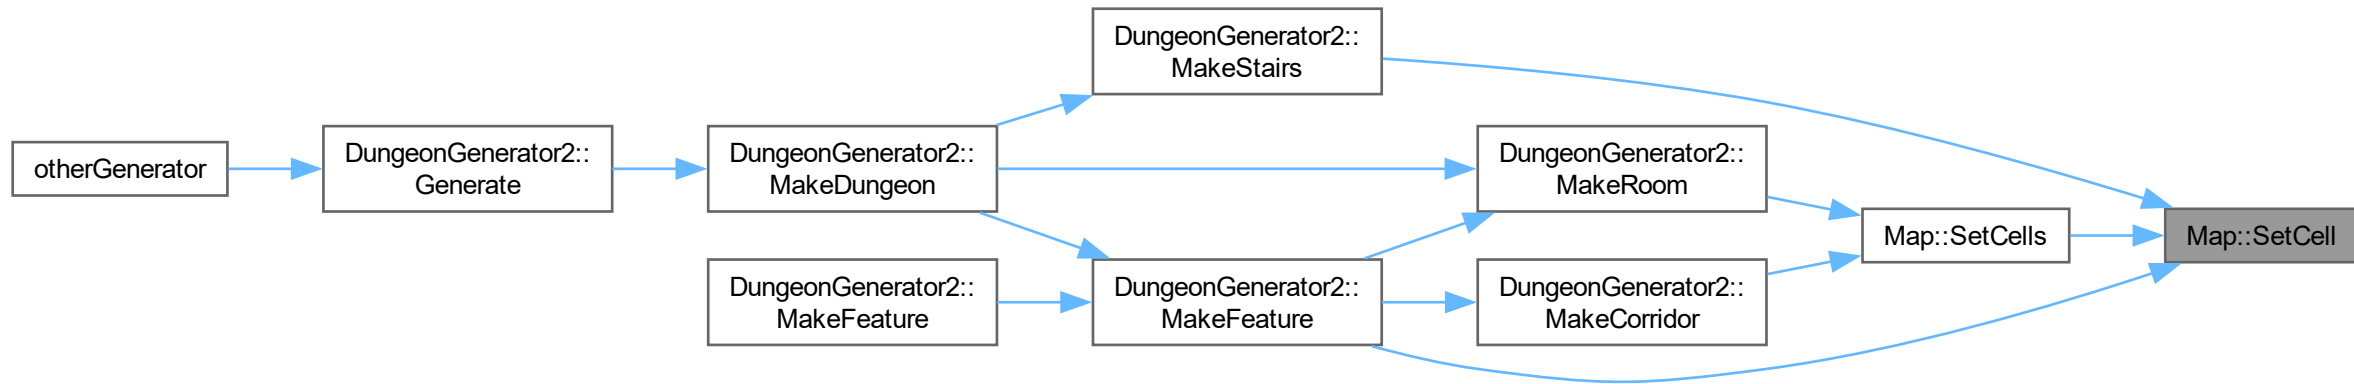 otherGenerator
DungeonGenerator2::
Generate
DungeonGenerator2::
MakeDungeon
DungeonGenerator2::
MakeFeature
DungeonGenerator2::
MakeStairs
DungeonGenerator2::
MakeFeature
DungeonGenerator2::
MakeRoom
DungeonGenerator2::
MakeCorridor
Map::SetCells
Map::SetCell